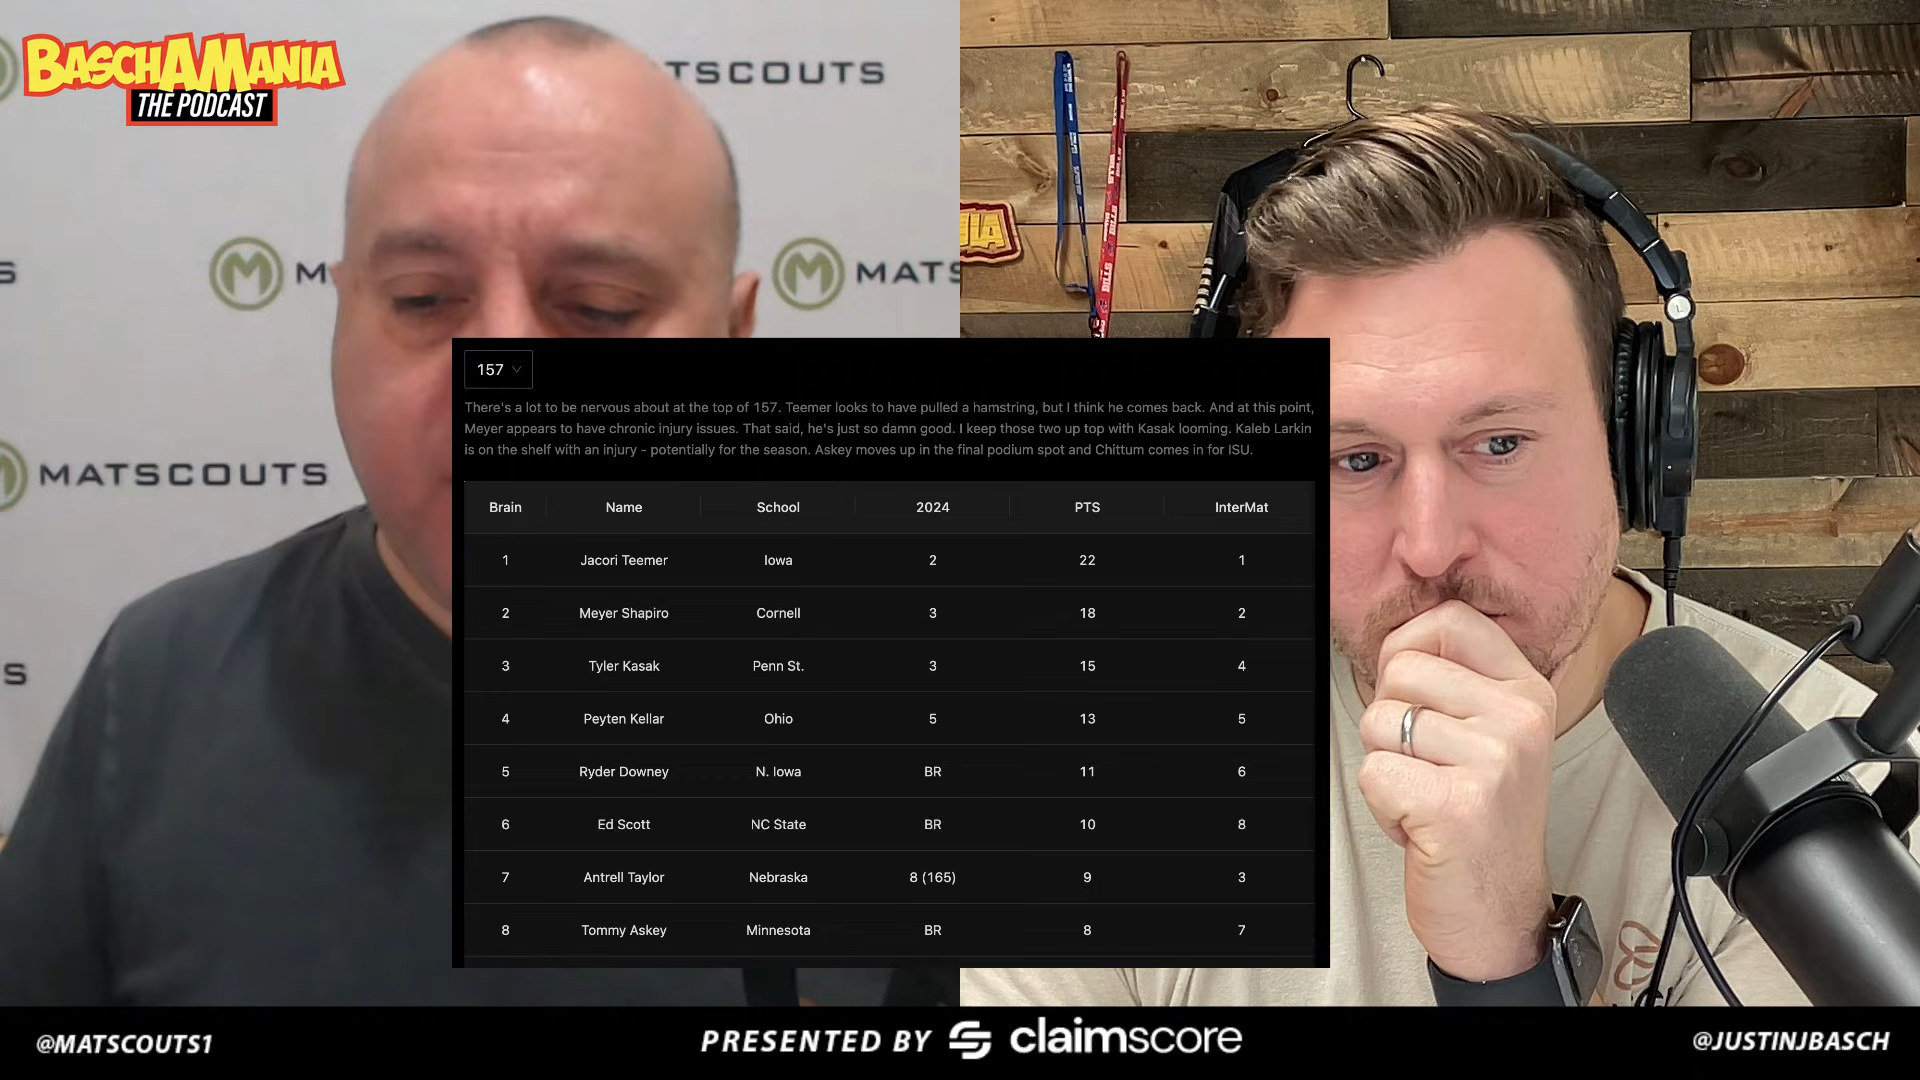 BASCHAMANIA
THE PODCAST
TSCOUTS
S
M
MATS
MATSCOUTS
S
157
There's a lot to be nervous about at the top of 157. Teemer looks to have pulled a hamstring, but I think he comes back. And at this point,
Meyer appears to have chronic injury issues. That said, he's just so damn good. I keep those two up top with Kasak looming. Kaleb Larkin
is on the shelf with an injury - potentially for the season. Askey moves up in the final podium spot and Chittum comes in for ISU.
Brain Name School 2024 PTS InterMat
1 Jacori Teemer Iowa 2 22 1
2 Meyer Shapiro Cornell 3 18 2
3 Tyler Kasak Penn St. 3 15 4
4 Peyten Kellar Ohio 5 13 5
5 Ryder Downey N. Iowa BR 11 6
6 Ed Scott NC State BR 10 8
7 Antrell Taylor Nebraska 8 (165) 9 3
8 Tommy Askey Minnesota BR 8 7
@MATSCOUTS1
PRESENTED BY claimscore
@JUSTINJBASCH